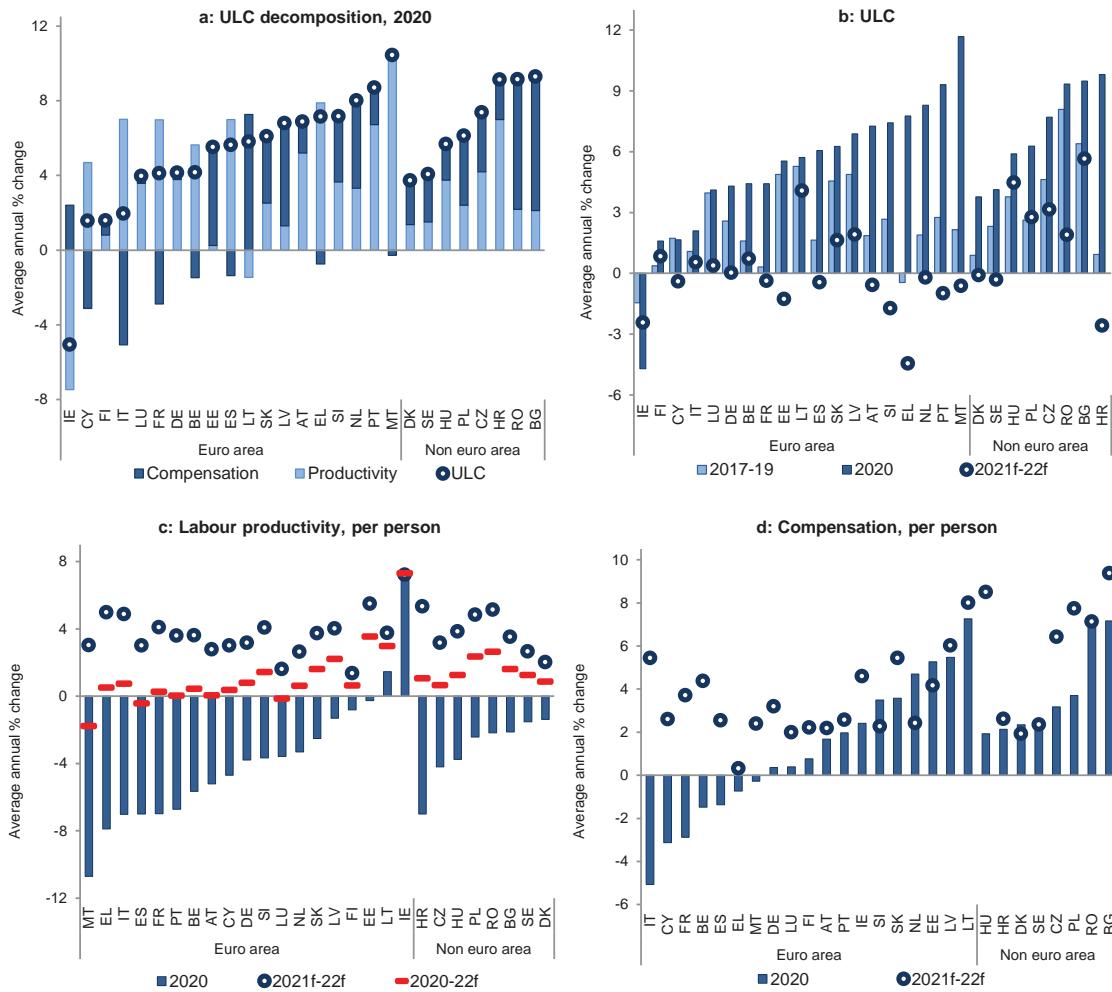 a: ULC decomposition, 2020
Average annual % change
12
8
4
0
-4
-8
IE CY FI IT LU FR DE BE EE ES LT SK LV AT EL SI NL PT MT DK SE HU PL CZ HR RO BG
Euro area Non euro area
Compensation Productivity ULC
b: ULC
Average annual % change
12
9
6
3
0
-3
-6
IE FI CY IT LU DE BE FR EE LT ES SK LV AT SI EL NL PT MT DK SE HU PL CZ RO BG HR
Euro area Non euro area
2017-19 2020 2021f-22f
c: Labour productivity, per person
Average annual % change
8
4
0
-4
-8
-12
MT EL IT ES FR PT BE AT CY DE SI LU NL SK LV FI EE LT IE HR CZ HU PL RO BG SE DK
Euro area Non euro area
2020 2021f-22f 2020-22f
d: Compensation, per person
Average annual % change
10
8
6
4
2
0
-2
-4
-6
IT CY FR BE ES EL MT DE LU FI AT PT IE SI SK NL EE LV LT HU HR DK SE CZ PL RO BG
Euro area Non euro area
2020 2021f-22f